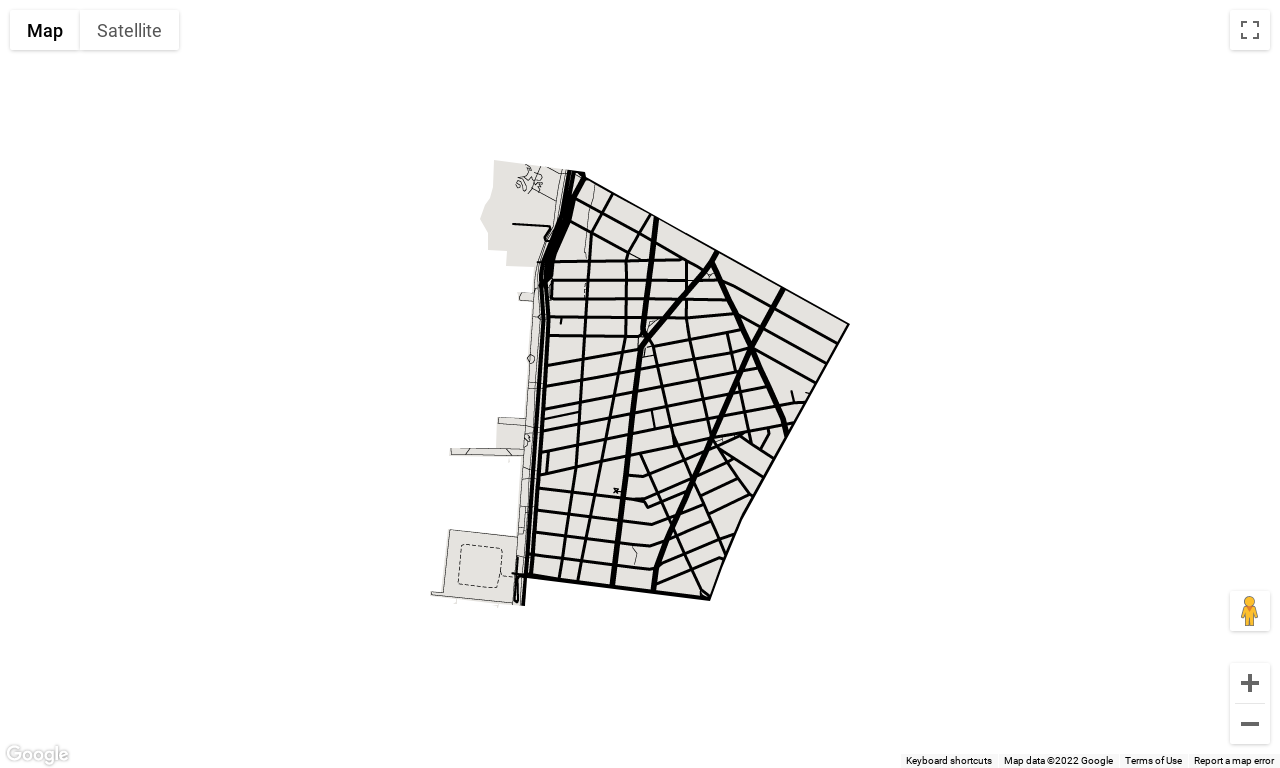 Map Satellite
Google
Keyboard shortcuts Map data ©2022 Google Terms of Use Report a map error